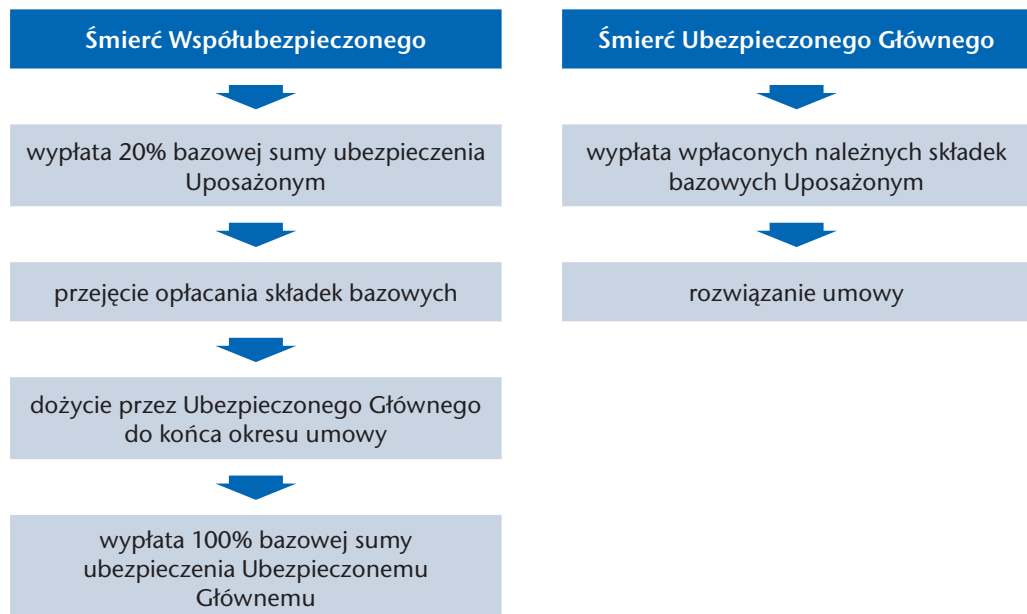 Śmierć Współubezpieczonego
wypłata 20% bazowej sumy ubezpieczenia
Uposażonym
przejęcie opłacania składek bazowych
dożycie przez Ubezpieczonego Głównego
do końca okresu umowy
wypłata 100% bazowej sumy
ubezpieczenia Ubezpieczonemu
Głównemu
Śmierć Ubezpieczonego Głównego
wypłata wpłaconych należnych składek
bazowych Uposażonym
rozwiązanie umowy